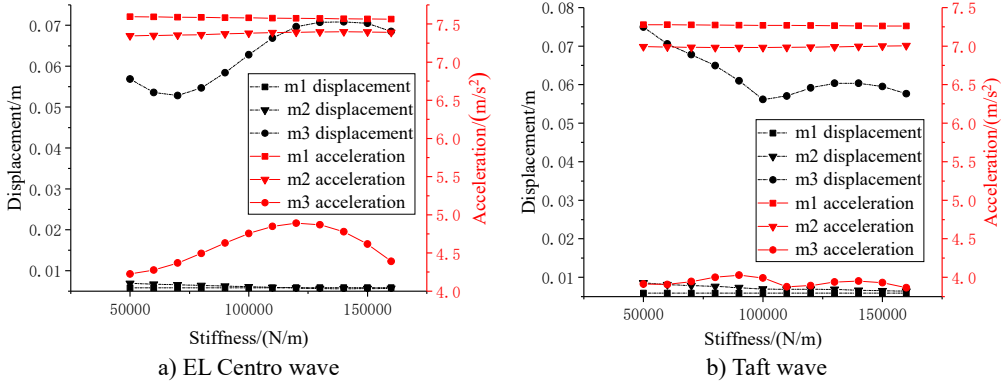 0.07
0.06
0.05
0.04
0.03
0.02
0.01
Displacement/m
7.5
7.0
6.5
6.0
5.5
5.0
4.5
4.0
Acceleration/(m/s²)
m1 displacement
m2 displacement
m3 displacement
m1 acceleration
m2 acceleration
m3 acceleration
50000 100000 150000
Stiffness/(N/m)
a) EL Centro wave
0.08
0.07
0.06
0.05
0.04
0.03
0.02
0.01
Displacement/m
7.5
7.0
6.5
6.0
5.5
5.0
4.5
4.0
Acceleration/(m/s²)
m1 displacement
m2 displacement
m3 displacement
m1 acceleration
m2 acceleration
m3 acceleration
50000 100000 150000
Stiffness/(N/m)
b) Taft wave